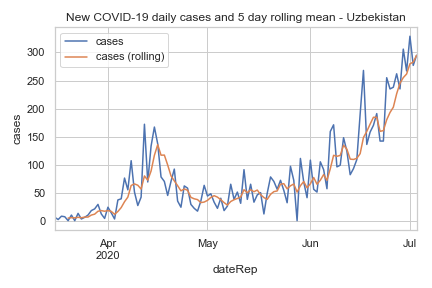 New COVID-19 daily cases and 5 day rolling mean - Uzbekistan
cases
cases (rolling)
300
250
200
150
100
50
0
cases
Apr
2020
May
Jun
Jul
dateRep